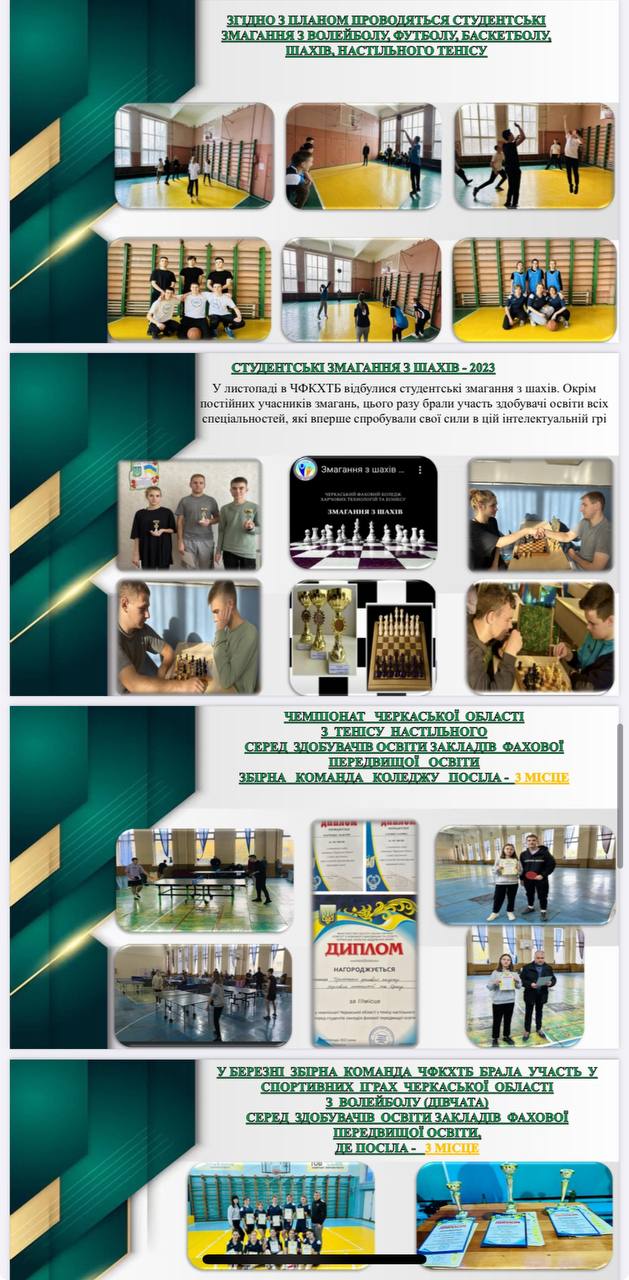 ЗГІДНО З ПЛАНОМ ПРОВОДЯТЬСЯ СТУДЕНТСЬКІ
ЗМАГАННЯ З ВОЛЕЙБОЛУ, ФУТБОЛУ, БАСКЕТБОЛУ,
ШАХІВ, НАСТІЛЬНОГО ТЕНІСУ
СТУДЕНТСЬКІ ЗМАГАННЯ З ШАХІВ - 2023
У листопаді в ЧФКХТБ відбулися студентські змагання з шахів. Окрім
постійних учасників змагань, цього разу брали участь здобувачі освіти всіх
спеціальностей, які вперше спробували свої сили в цій інтелектуальній грі
Змагання з шахів ...
ЧЕРКАСЬКИЙ ФАХОВИЙ КОЛЕДЖ
ХАРЧОВИХ ТЕХНОЛОГІЙ ТА БІЗНЕСУ
ЗМАГАННЯ З ШАХІВ
ЧЕМПІОНАТ ЧЕРКАСЬКОЇ ОБЛАСТІ
З ТЕНІСУ НАСТІЛЬНОГО
СЕРЕД ЗДОБУВАЧІВ ОСВІТИ ЗАКЛАДІВ ФАХОВОЇ
ПЕРЕДВИЩОЇ ОСВІТИ
ЗБІРНА КОМАНДА КОЛЕДЖУ ПОСІЛА - 3 МІСЦЕ
ДИПЛОМ
НАГОРОДЖУЄТЬСЯ
У БЕРЕЗНІ ЗБІРНА КОМАНДА ЧФКХТБ БРАЛА УЧАСТЬ У
СПОРТИВНИХ ІГРАХ ЧЕРКАСЬКОЇ ОБЛАСТІ
З ВОЛЕЙБОЛУ (ДІВЧАТА)
СЕРЕД ЗДОБУВАЧІВ ОСВІТИ ЗАКЛАДІВ ФАХОВОЇ
ПЕРЕДВИЩОЇ ОСВІТИ,
ДЕ ПОСІЛА - 3 МІСЦЕ
ДИПЛОМ